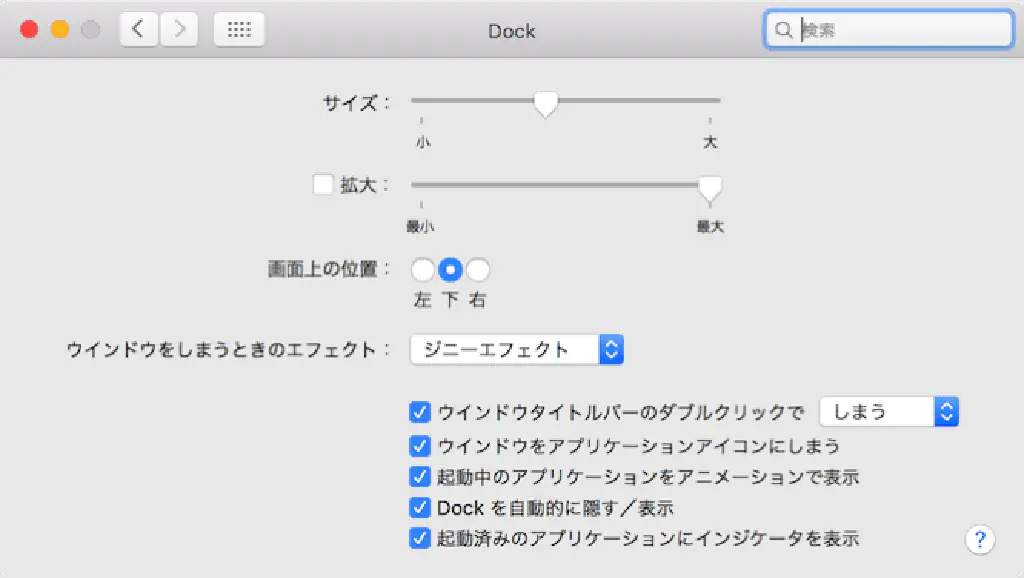 Dock
検索
サイズ：
小 大
拡大：
最小 最大
画面上の位置：
左 下 右
ウインドウをしまうときのエフェクト： ジニーエフェクト
ウインドウタイトルバーのダブルクリックで しまう
ウインドウをアプリケーションアイコンにしまう
起動中のアプリケーションをアニメーションで表示
Dock を自動的に隠す／表示
起動済みのアプリケーションにインジケータを表示
?